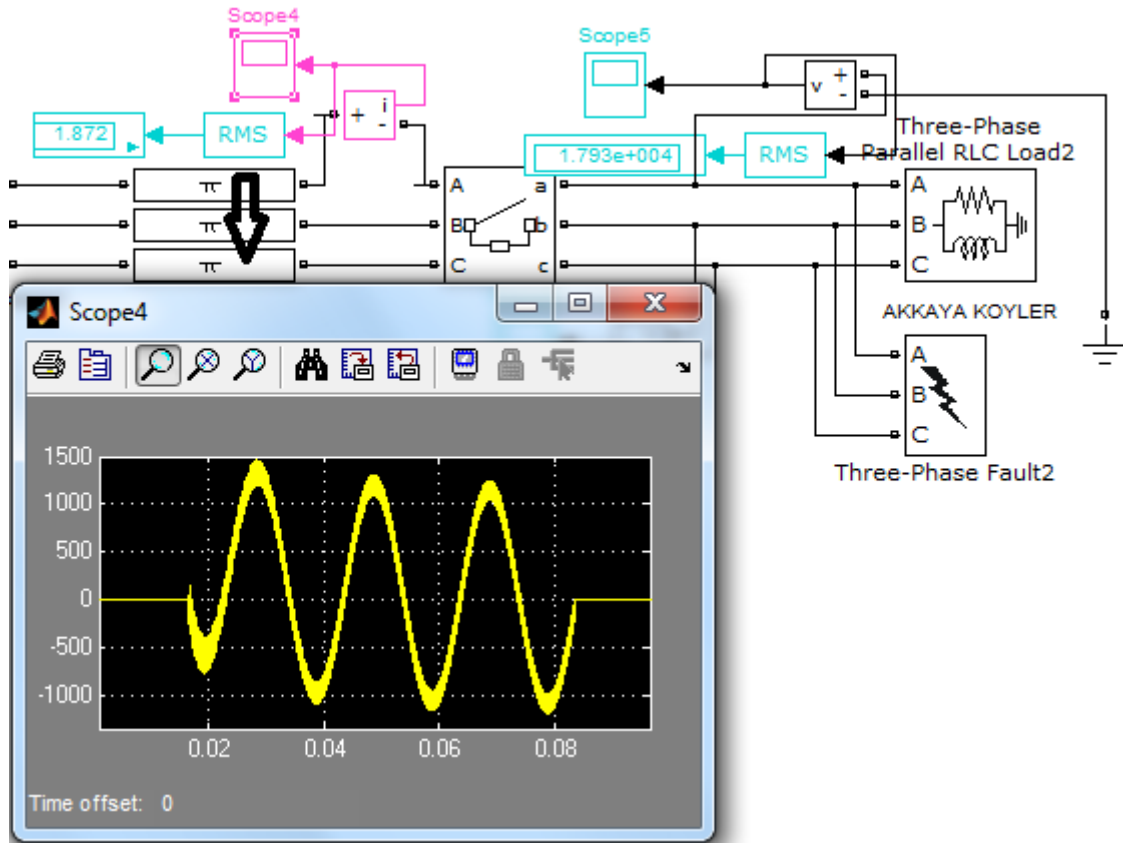 Scope4
Scope5
i
+
-
v
+
-
1.872
RMS
1.793e+004
RMS
Three-Phase
Parallel RLC Load2
π
A
a
A
π
B
b
B
π
C
c
C
AKKAYA KOYLER
A
B
C
Three-Phase Fault2
Scope4
1500
1000
500
0
-500
-1000
0.02 0.04 0.06 0.08
Time offset: 0